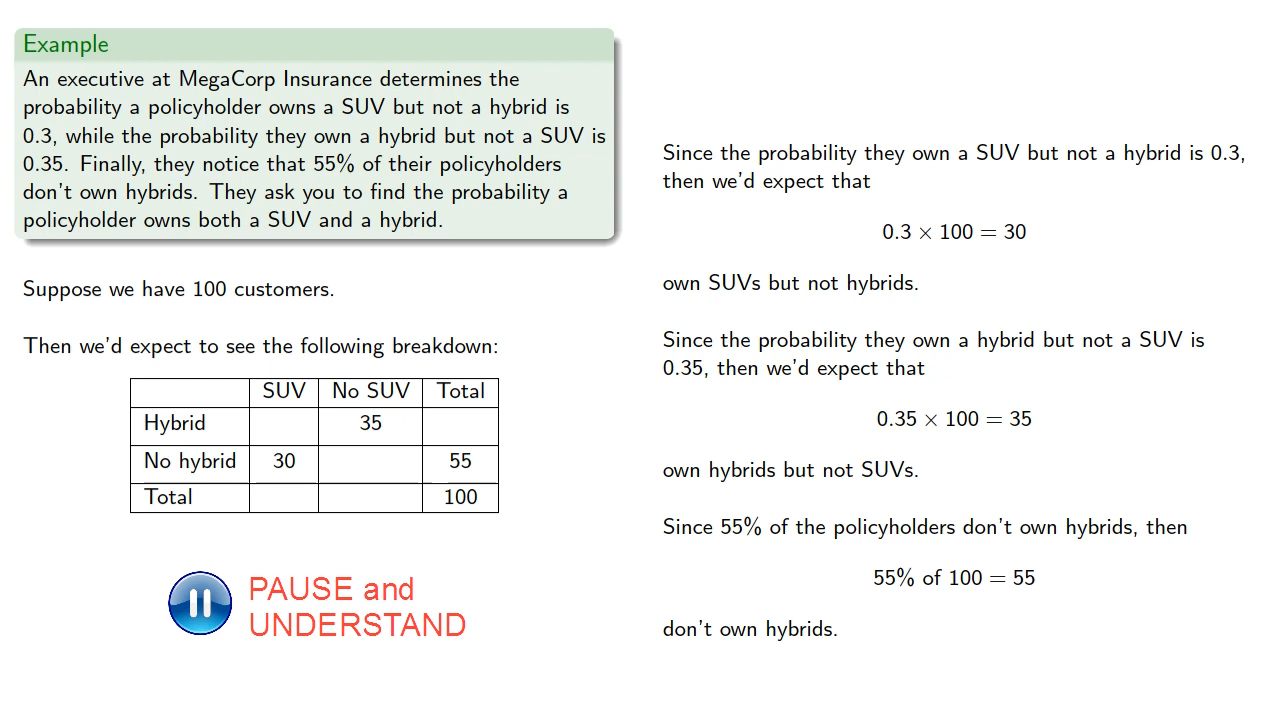 Example
An executive at MegaCorp Insurance determines the
probability a policyholder owns a SUV but not a hybrid is
0.3, while the probability they own a hybrid but not a SUV is
0.35. Finally, they notice that 55% of their policyholders
don't own hybrids. They ask you to find the probability a
policyholder owns both a SUV and a hybrid.
Suppose we have 100 customers.
Then we'd expect to see the following breakdown:
SUV No SUV Total
Hybrid 35
No hybrid 30 55
Total 100
PAUSE and
UNDERSTAND
Since the probability they own a SUV but not a hybrid is 0.3,
then we'd expect that
0.3 × 100 = 30
own SUVs but not hybrids.
Since the probability they own a hybrid but not a SUV is
0.35, then we'd expect that
0.35 × 100 = 35
own hybrids but not SUVs.
Since 55% of the policyholders don't own hybrids, then
55% of 100 = 55
don't own hybrids.